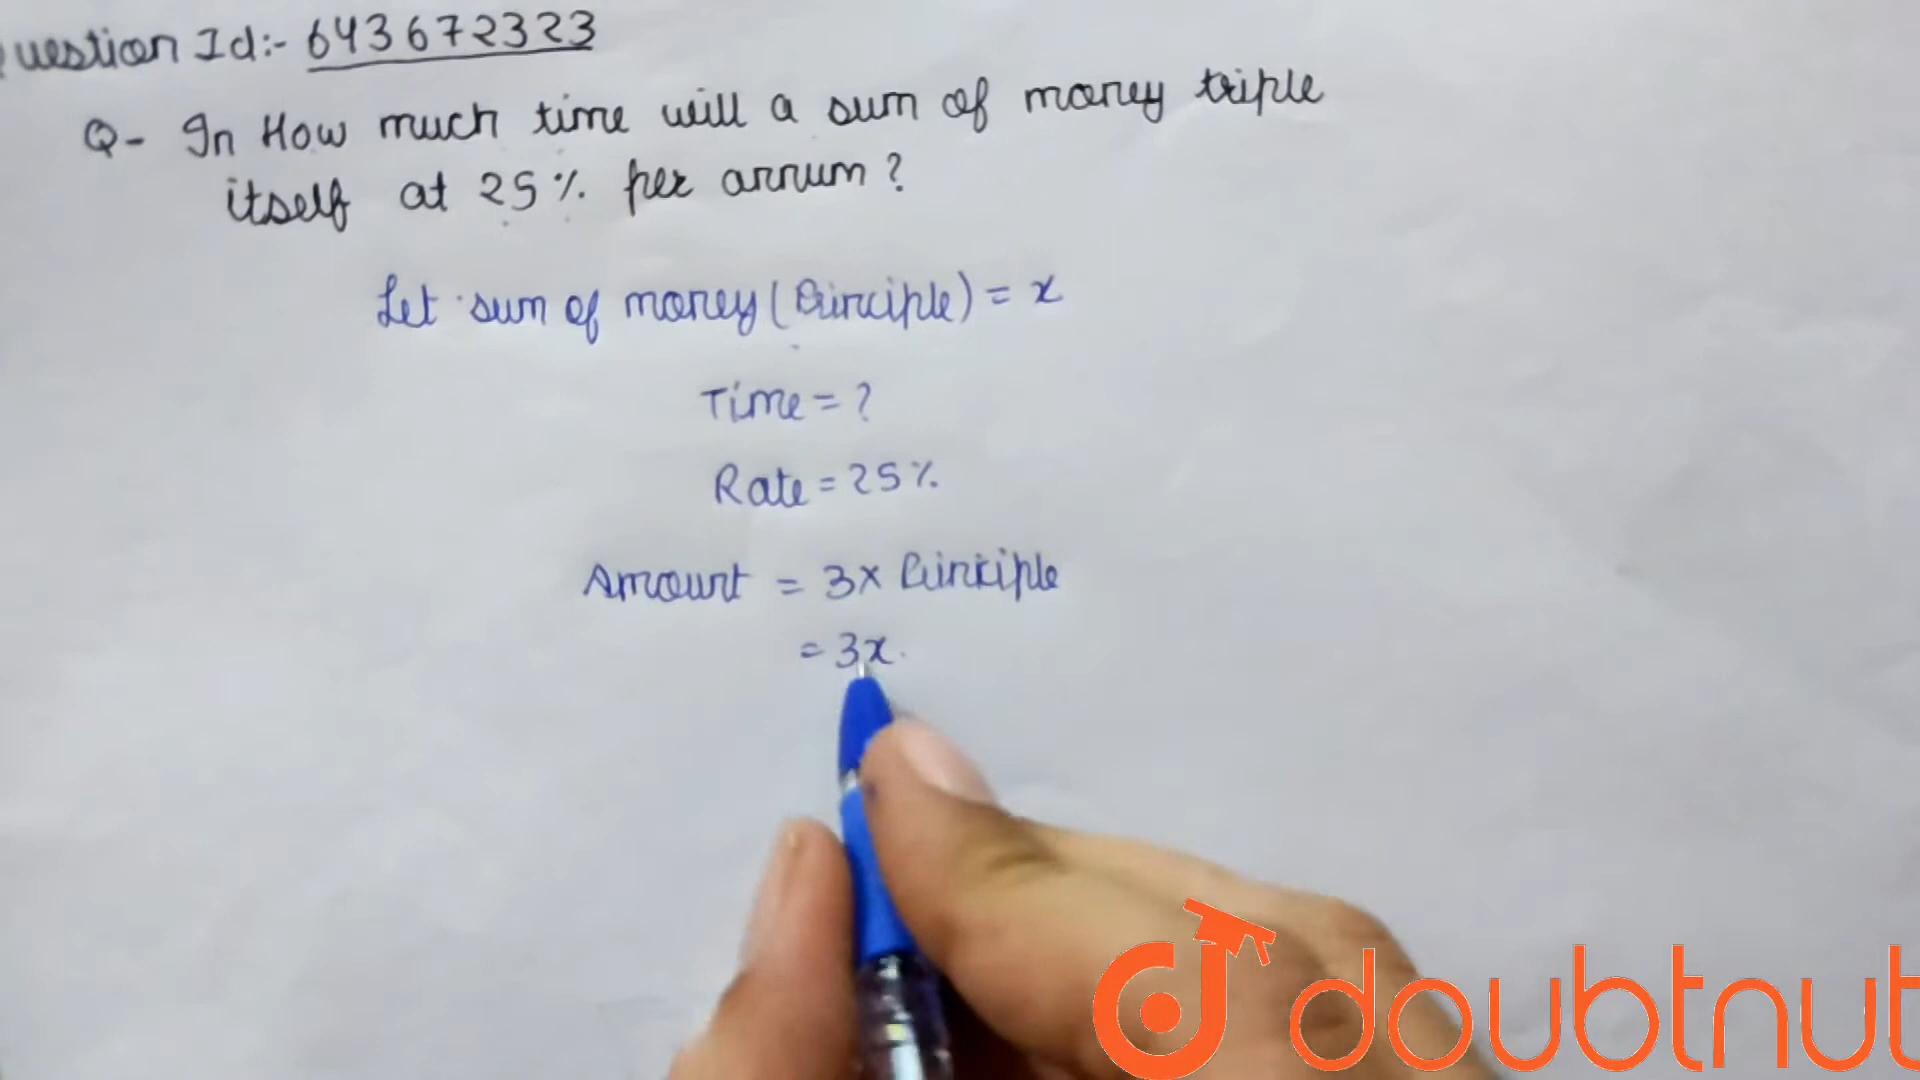 Question Id:- 643672323
Q- In How much time will a sum of money triple
itself at 25% per annum?
Let sum of money (Principle) = x
Time = ?
Rate = 25%
Amount = 3x Principle
= 3x.
doubtnut